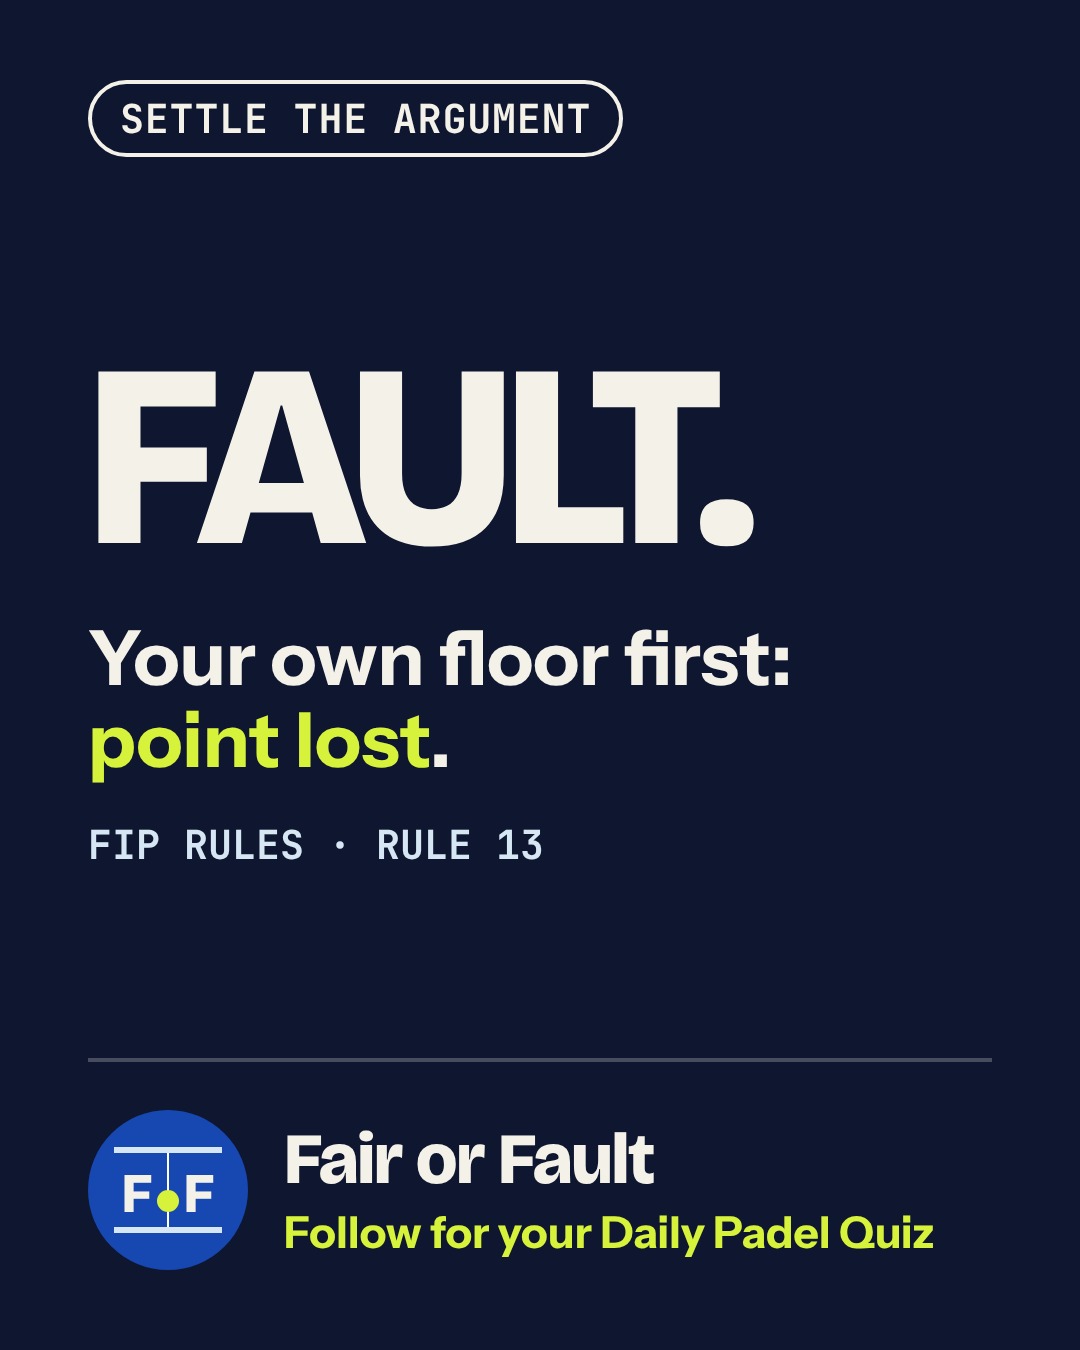 SETTLE THE ARGUMENT
FAULT.
Your own floor first:
point lost.
FIP RULES · RULE 13
F F
Fair or Fault
Follow for your Daily Padel Quiz